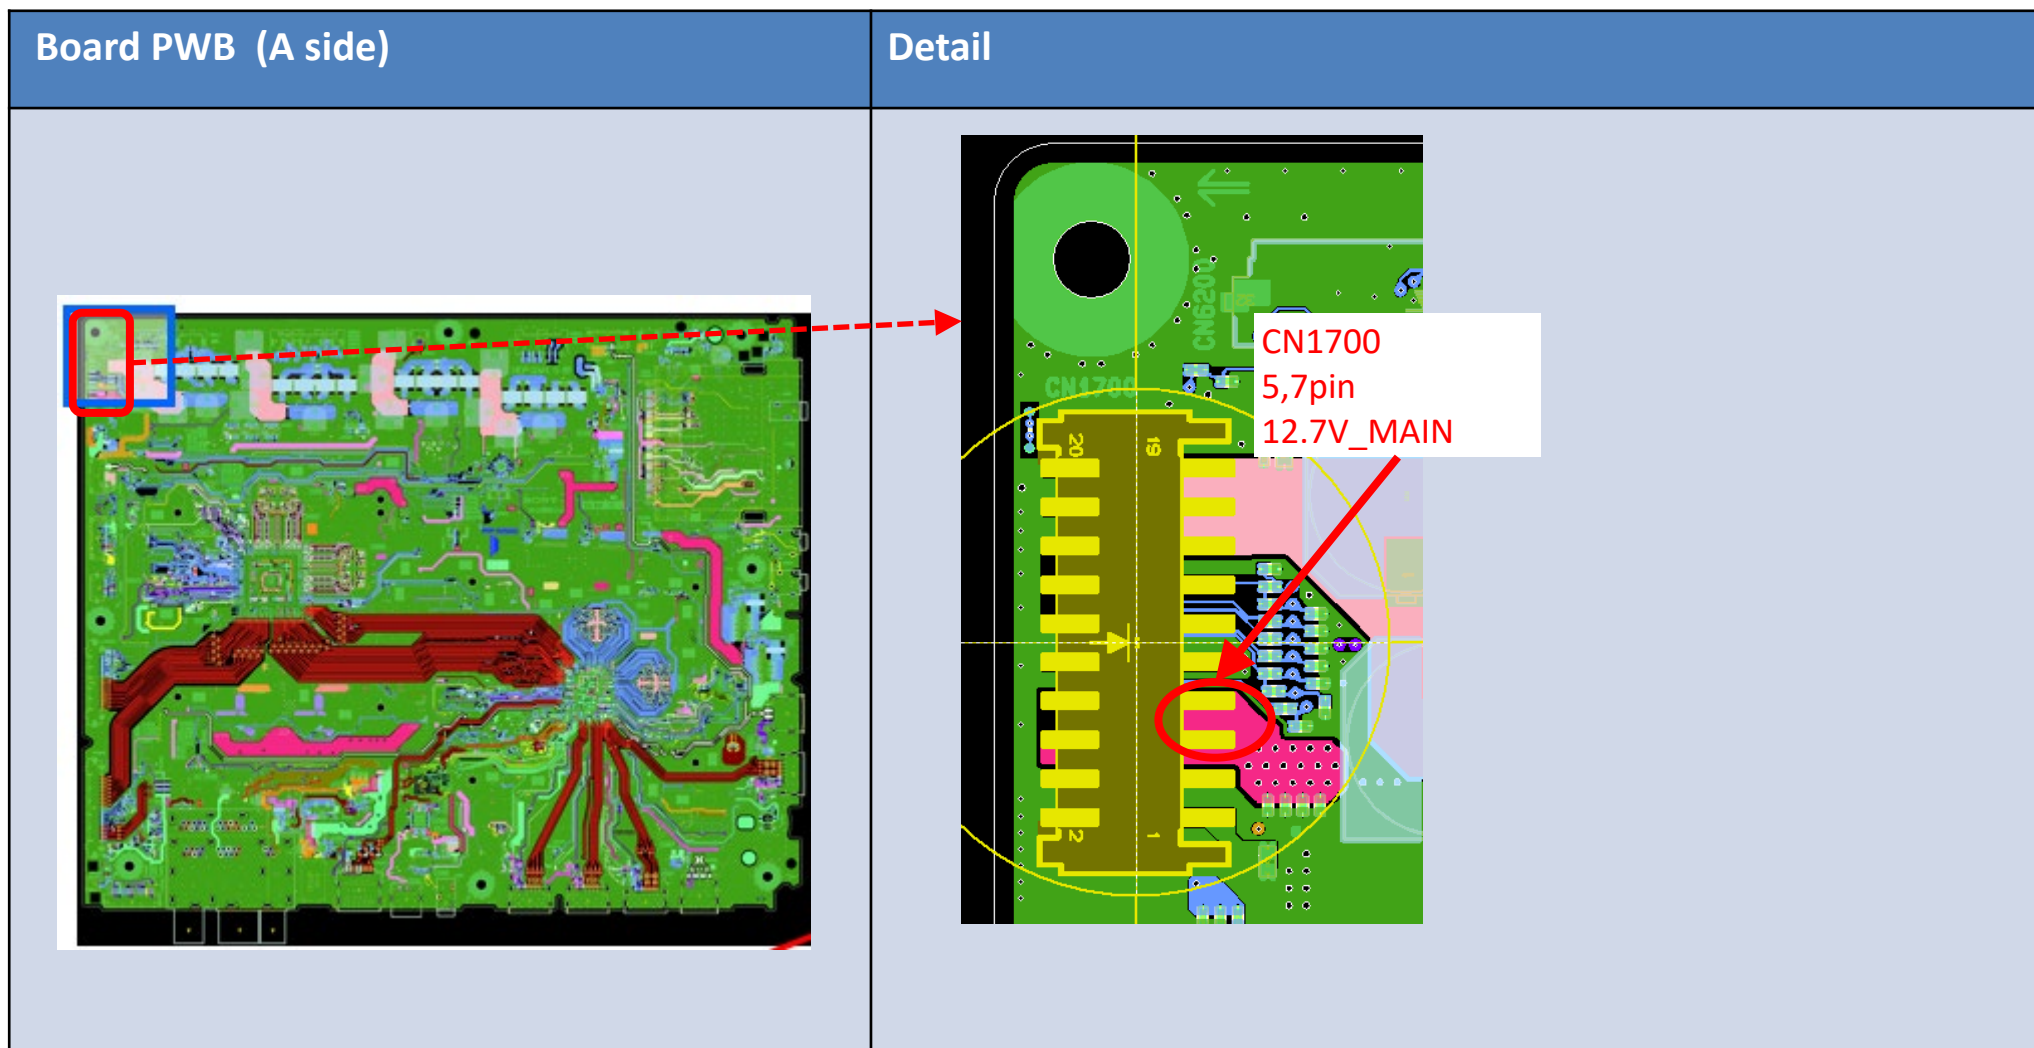 Board PWB (A side)
Detail
CN6200
CN1700
5,7pin
12.7V_MAIN
CN1700
20
19
2
1